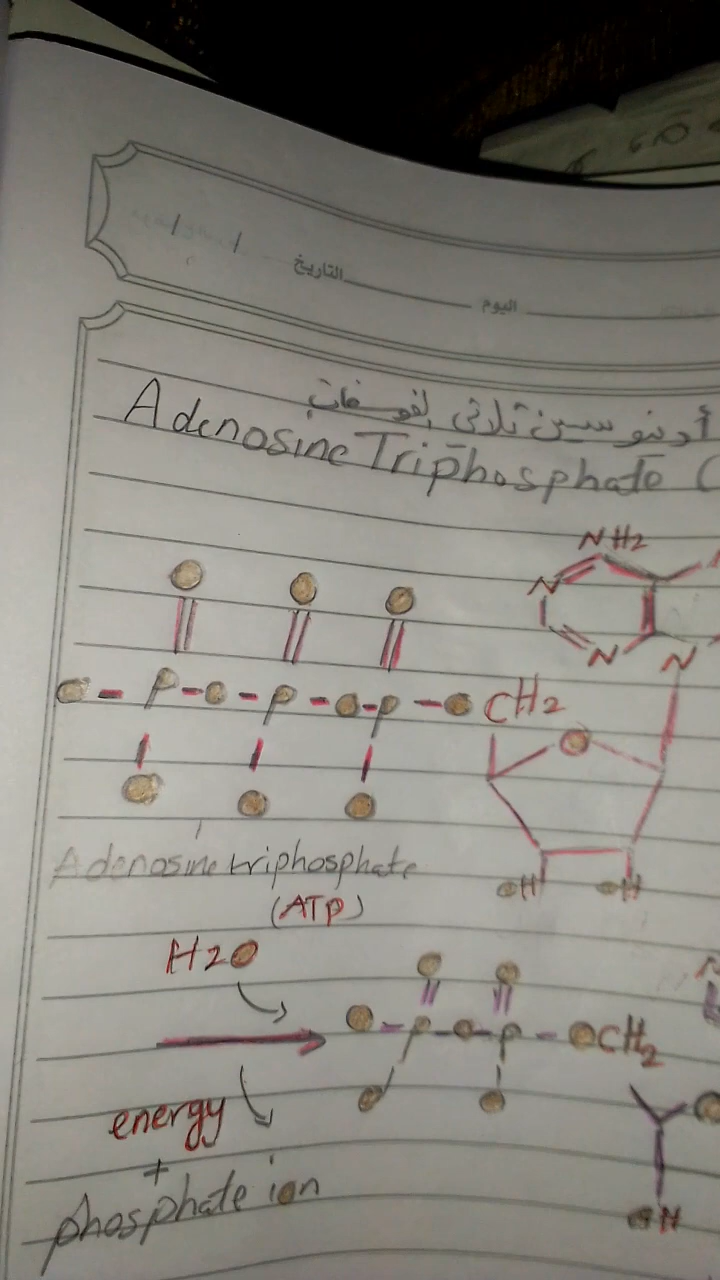 التاريخ / /
اليوم
أدينوسين ثلاثي الفوسفات
Adenosine Triphosphate (
NH2
N
N
N
O O O
O - P - O - P - O - P - O CH2
O
O O O
OH OH
Adenosine triphosphate
(ATP)
H2O
O O
O - P - O - P - OCH2
O O
O
energy
+
phosphate ion
OH